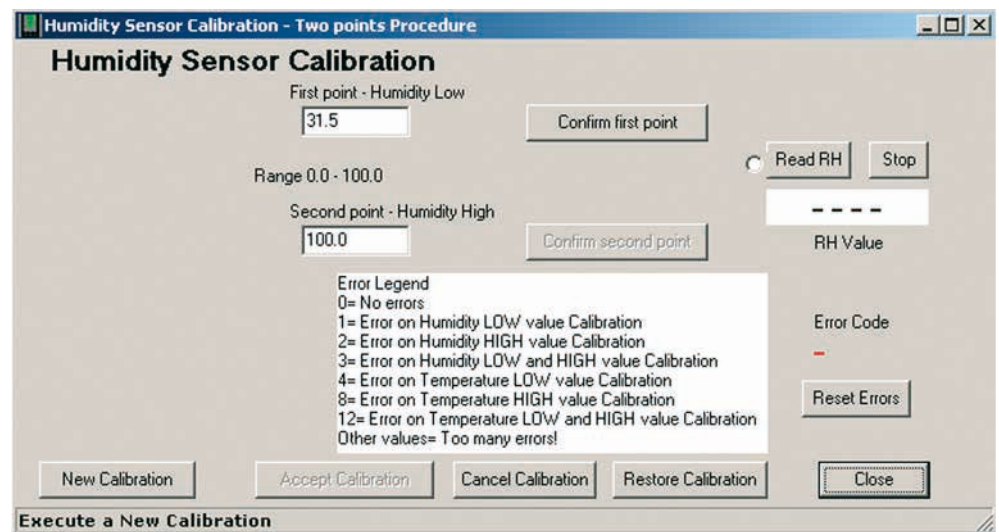 Humidity Sensor Calibration - Two points Procedure
Humidity Sensor Calibration
First point - Humidity Low
31.5
Confirm first point
Read RH
Stop
Range 0.0 - 100.0
- - - -
Second point - Humidity High
100.0
Confirm second point
RH Value
Error Legend
0= No errors
1= Error on Humidity LOW value Calibration
2= Error on Humidity HIGH value Calibration
3= Error on Humidity LOW and HIGH value Calibration
4= Error on Temperature LOW value Calibration
8= Error on Temperature HIGH value Calibration
12= Error on Temperature LOW and HIGH value Calibration
Other values= Too many errors!
Error Code
-
Reset Errors
New Calibration
Accept Calibration
Cancel Calibration
Restore Calibration
Close
Execute a New Calibration